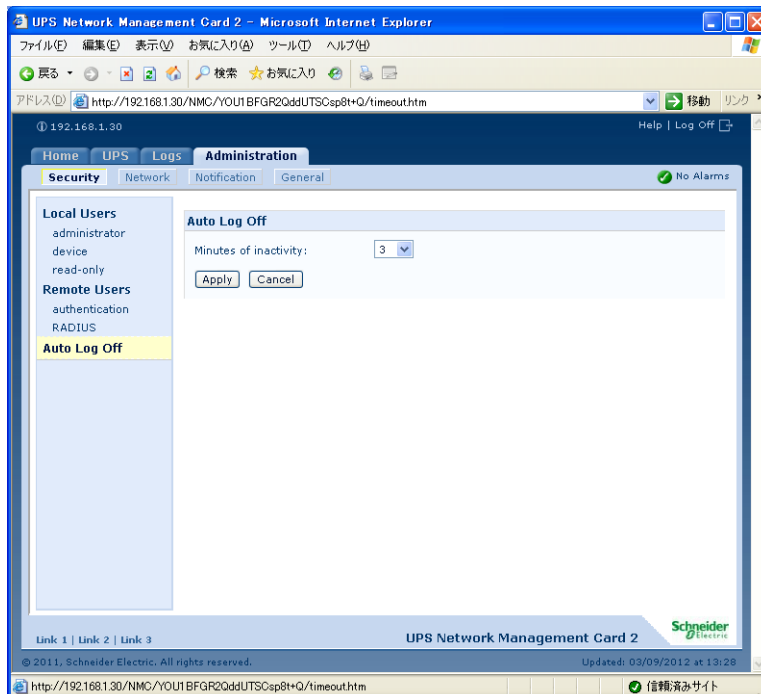 UPS Network Management Card 2 - Microsoft Internet Explorer
ファイル(F) 編集(E) 表示(V) お気に入り(A) ツール(T) ヘルプ(H)
戻る 検索 お気に入り
アドレス(D) http://192.168.1.30/NMC/YOU1BFGR2QddUTSCsp8t+Q/timeout.htm 移動 リンク
192.168.1.30 Help | Log Off
Home UPS Logs Administration
Security Network Notification General No Alarms
Local Users
administrator
device
read-only
Remote Users
authentication
RADIUS
Auto Log Off
Auto Log Off
Minutes of inactivity: 3
Apply Cancel
Link 1 | Link 2 | Link 3 UPS Network Management Card 2 Schneider Electric
© 2011, Schneider Electric. All rights reserved. Updated: 03/09/2012 at 13:28
http://192.168.1.30/NMC/YOU1BFGR2QddUTSCsp8t+Q/timeout.htm 信頼済みサイト